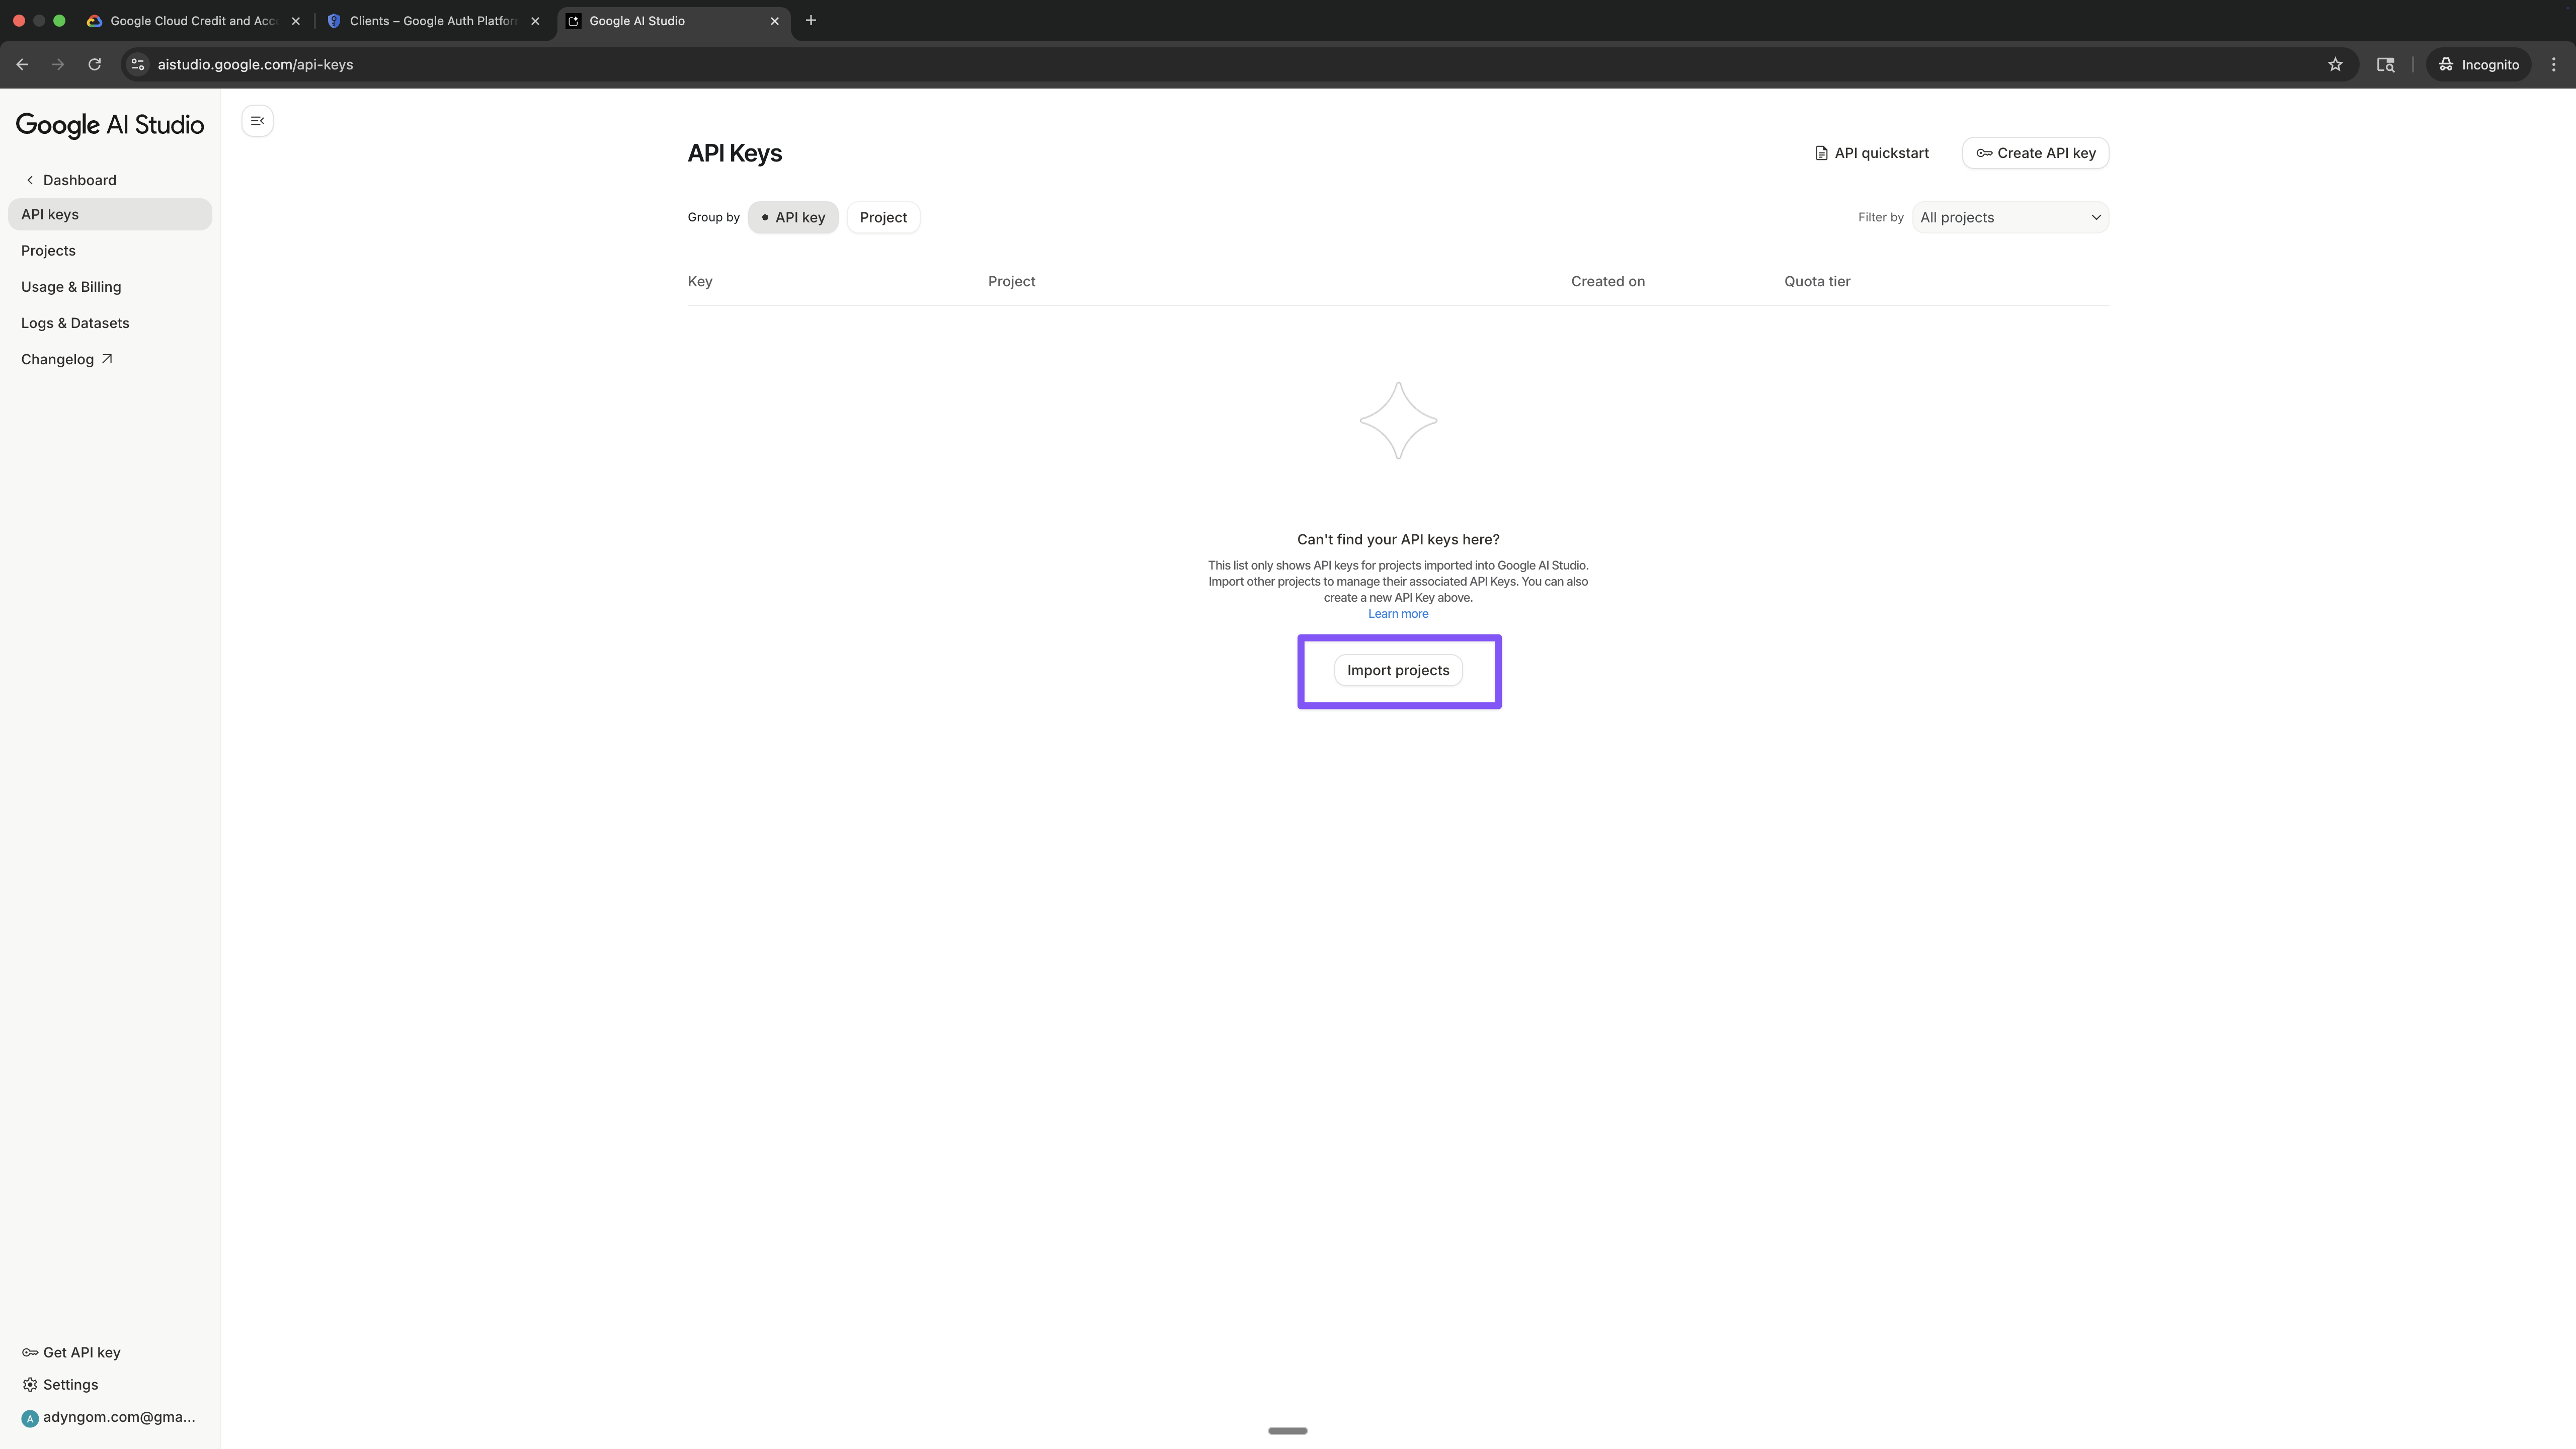 Google Cloud Credit and Acc
Clients – Google Auth Platfor
Google AI Studio
aistudio.google.com/api-keys
Incognito
Google AI Studio
Dashboard
API keys
Projects
Usage & Billing
Logs & Datasets
Changelog
API Keys
API quickstart
Create API key
Group by
API key
Project
Filter by
All projects
Key
Project
Created on
Quota tier
Can't find your API keys here?
This list only shows API keys for projects imported into Google AI Studio.
Import other projects to manage their associated API Keys. You can also
create a new API Key above.
Learn more
Import projects
Get API key
Settings
A
adyngom.com@gma...